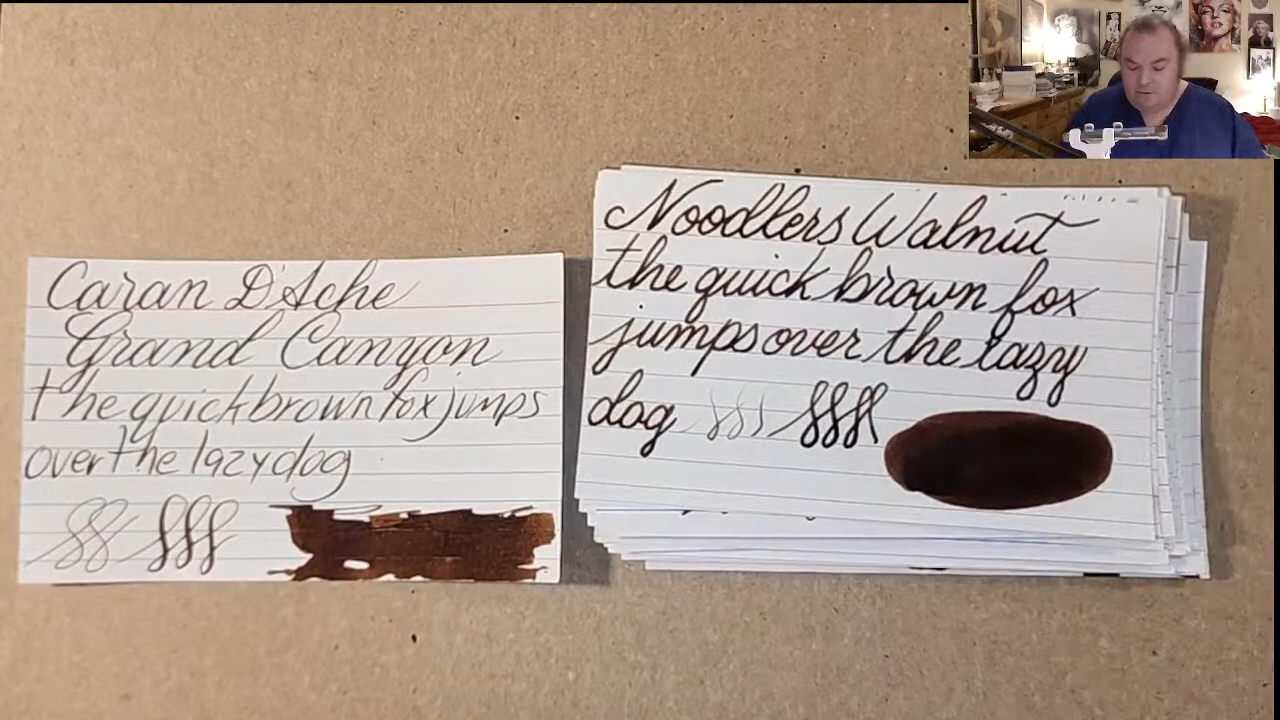 Caran D'Ache
Grand Canyon
the quick brown fox jumps
over the lazy dog
Noodlers Walnut
the quick brown fox
jumps over the lazy
dog